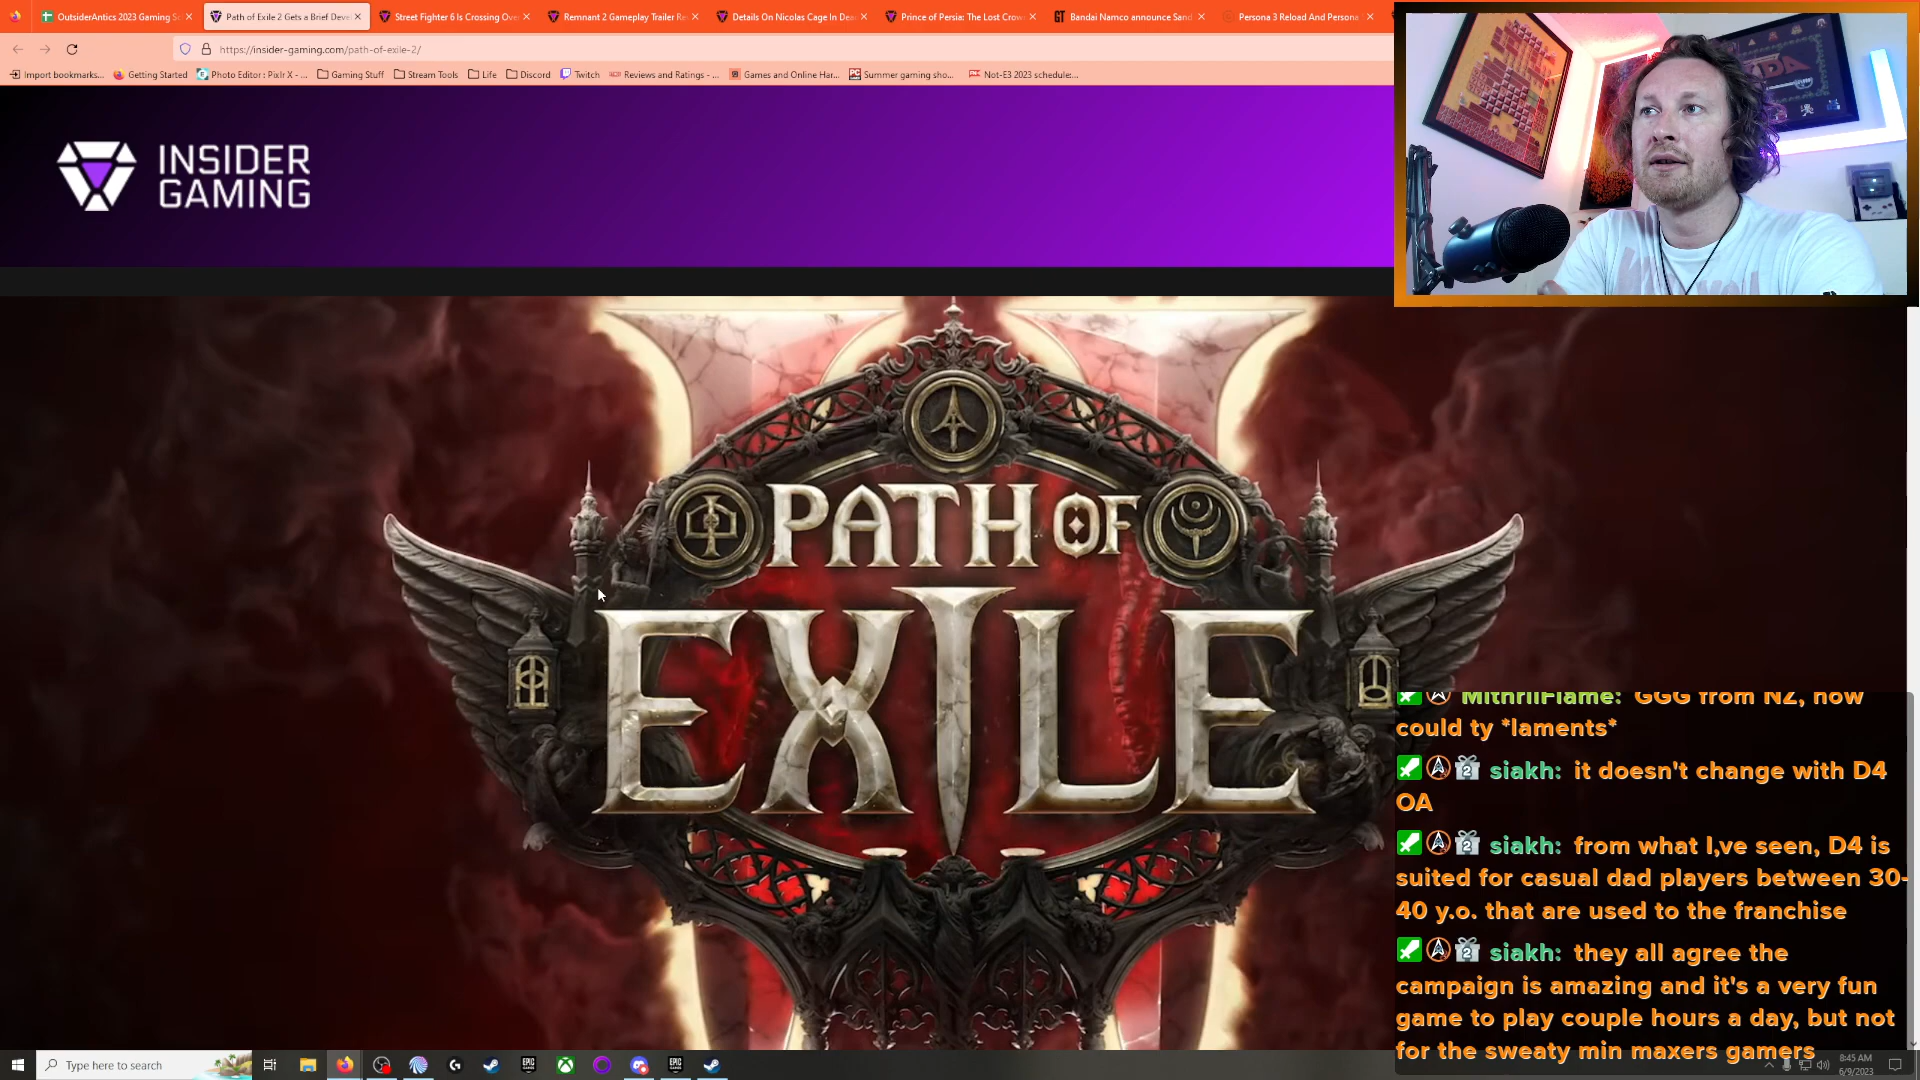 OutsiderAntics 2023 Gaming Sc
Path of Exile 2 Gets a Brief Deve
Street Fighter 6 Is Crossing Ove
Remnant 2 Gameplay Trailer Re
Details On Nicolas Cage In Dea
Prince of Persia: The Lost Crow
Bandai Namco announce Sand
Persona 3 Reload And Persona
https://insider-gaming.com/path-of-exile-2/
Import bookmarks...
Getting Started
Photo Editor : Pixlr X - ...
Gaming Stuff
Stream Tools
Life
Discord
Twitch
Reviews and Ratings - ...
Games and Online Har...
Summer gaming sho...
Not-E3 2023 schedule:...
INSIDER
GAMING
PATH OF
EXILE
MithrilFlame: GGG from NZ, how
could ty *laments*
siakh: it doesn't change with D4
OA
siakh: from what I,ve seen, D4 is
suited for casual dad players between 30-
40 y.o. that are used to the franchise
siakh: they all agree the
campaign is amazing and it's a very fun
game to play couple hours a day, but not
for the sweaty min maxers gamers
Type here to search
8:45 AM
6/9/2023